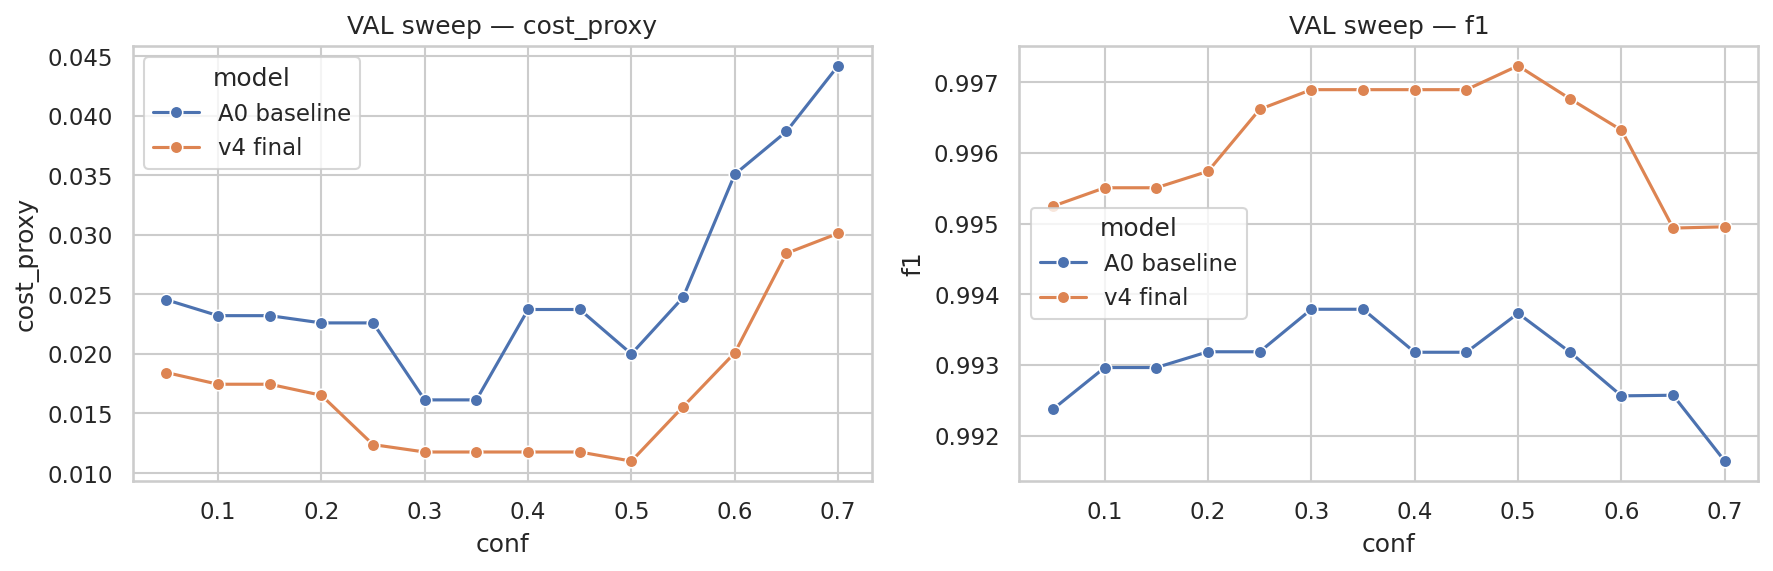 VAL sweep — cost_proxy
0.045
0.040
0.035
0.030
0.025
0.020
0.015
0.010
cost_proxy
model
A0 baseline
v4 final
0.1 0.2 0.3 0.4 0.5 0.6 0.7
conf
VAL sweep — f1
0.997
0.996
0.995
0.994
0.993
0.992
f1
model
A0 baseline
v4 final
0.1 0.2 0.3 0.4 0.5 0.6 0.7
conf